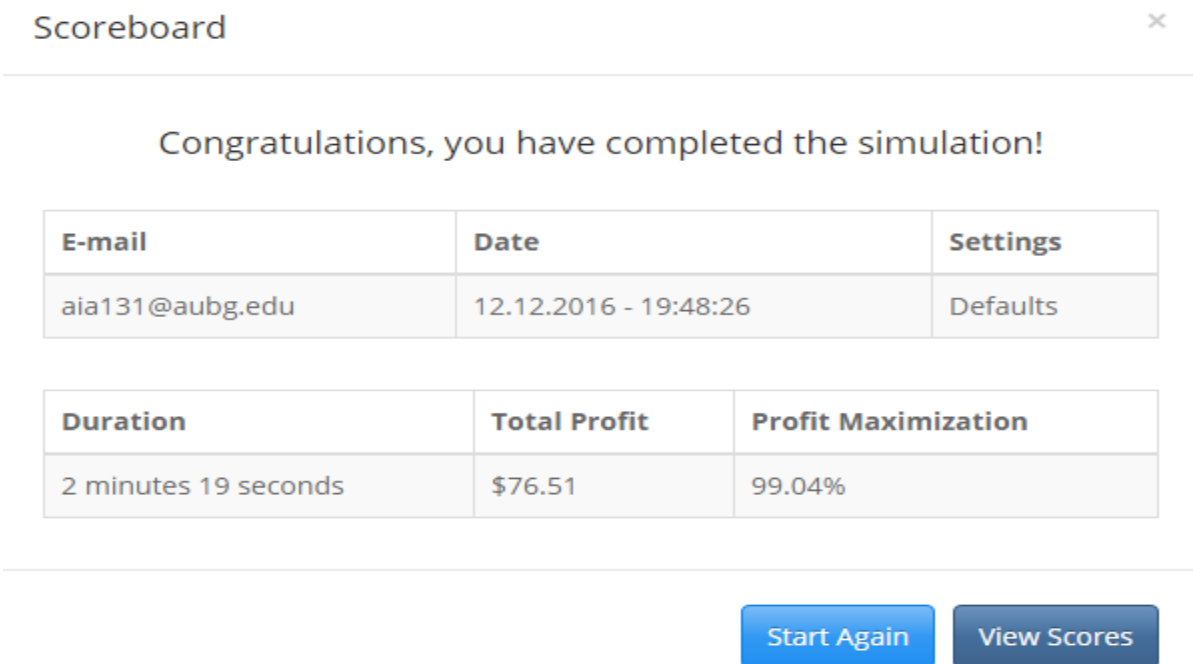 Scoreboard ×
Congratulations, you have completed the simulation!
E-mail Date Settings
aia131@aubg.edu 12.12.2016 - 19:48:26 Defaults
Duration Total Profit Profit Maximization
2 minutes 19 seconds $76.51 99.04%
Start Again View Scores